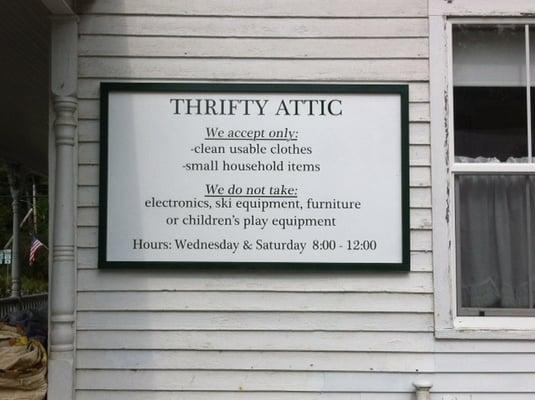 THRIFTY ATTIC
We accept only:
-clean usable clothes
-small household items
We do not take:
electronics, ski equipment, furniture
or children's play equipment
Hours: Wednesday & Saturday 8:00 - 12:00